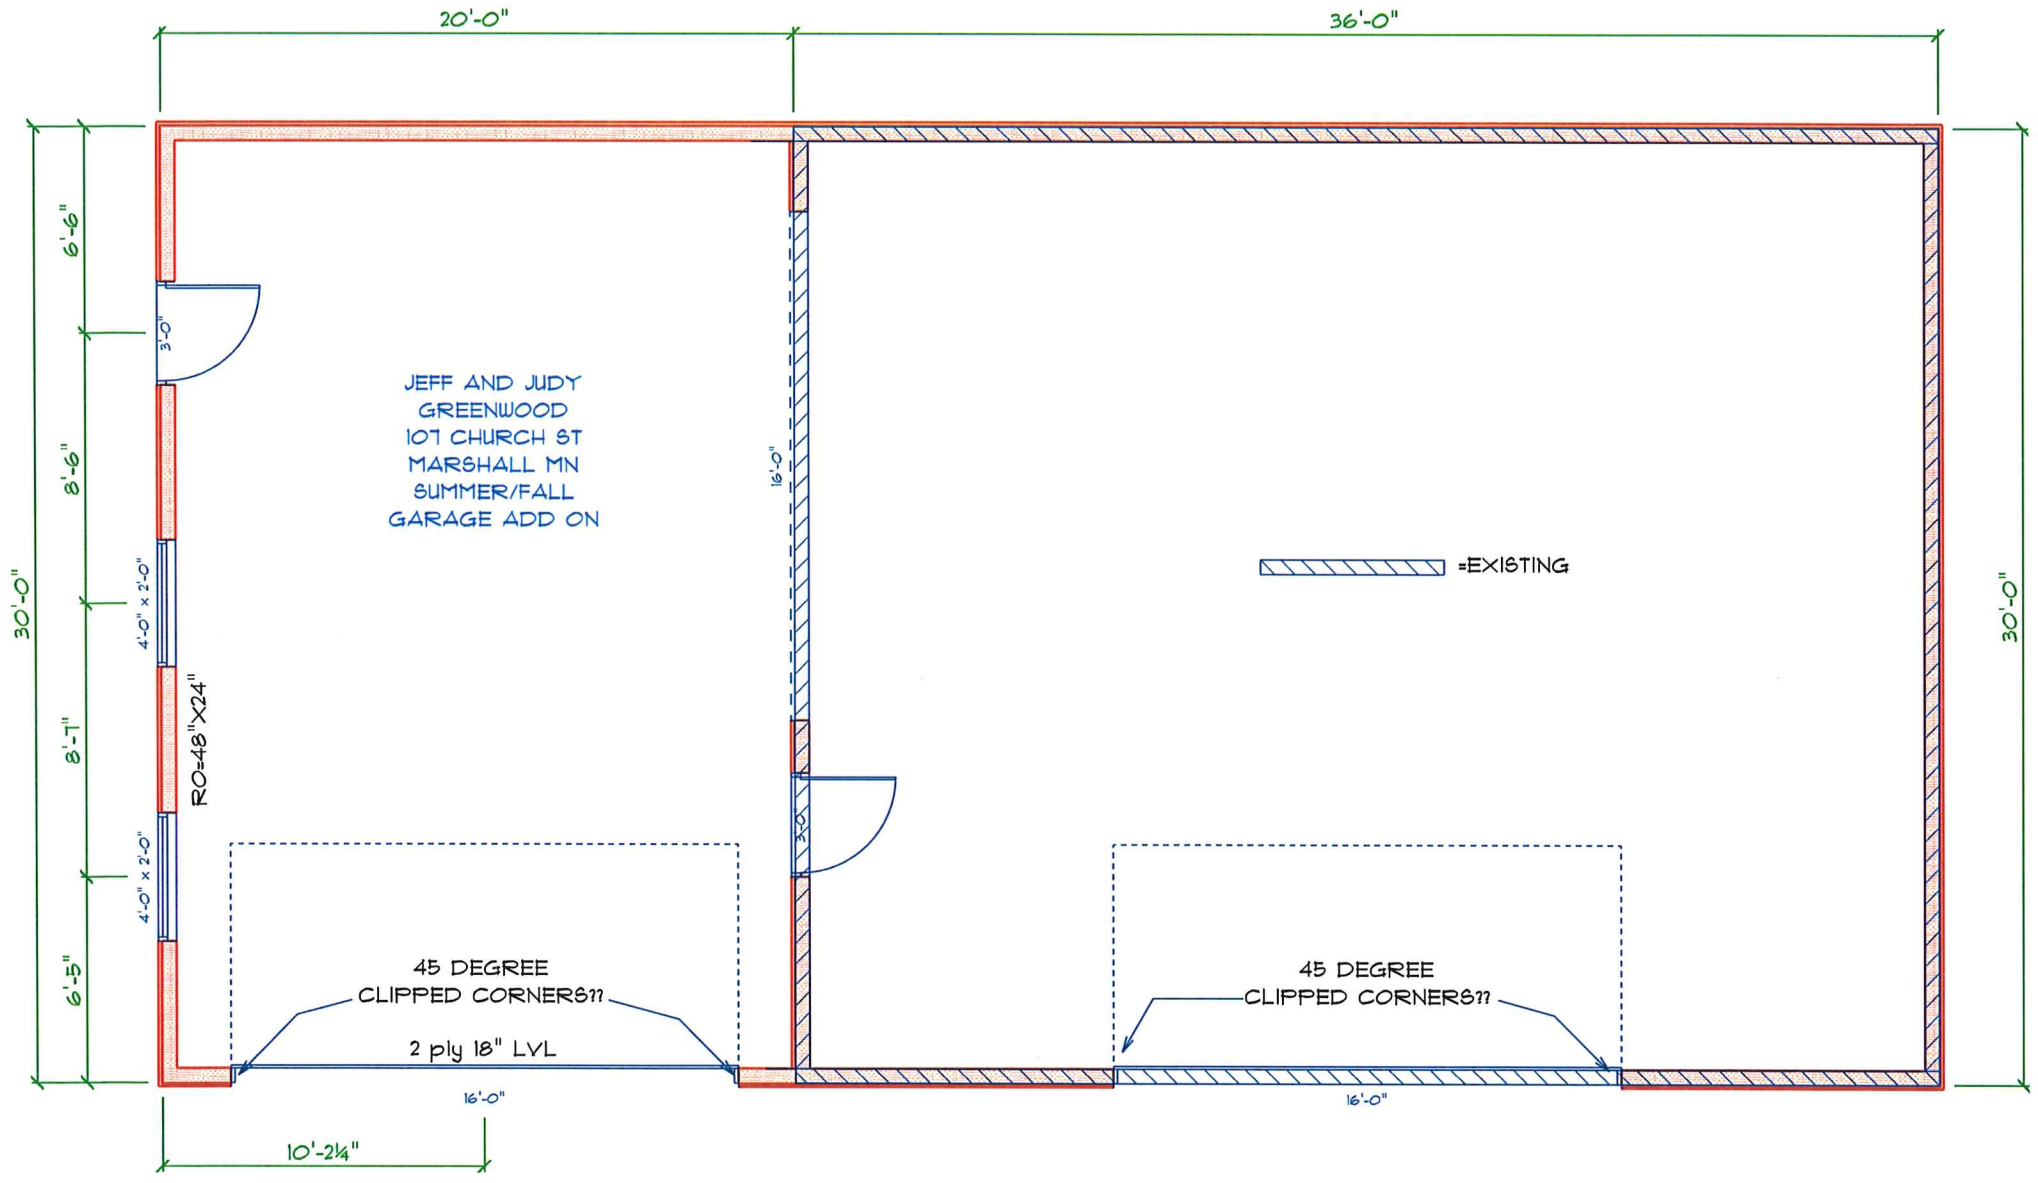 20'-0"
36'-0"
6'-6"
3'-0"
JEFF AND JUDY
GREENWOOD
107 CHURCH ST
MARSHALL MN
SUMMER/FALL
GARAGE ADD ON
8'-6"
16'-0"
=EXISTING
30'-0"
30'-0"
4'-0" x 2'-0"
8'-7"
RO=48"X24"
3'-0"
4'-0" x 2'-0"
6'-5"
45 DEGREE
CLIPPED CORNERS??
45 DEGREE
CLIPPED CORNERS??
2 ply 18" LVL
16'-0"
16'-0"
10'-2¼"